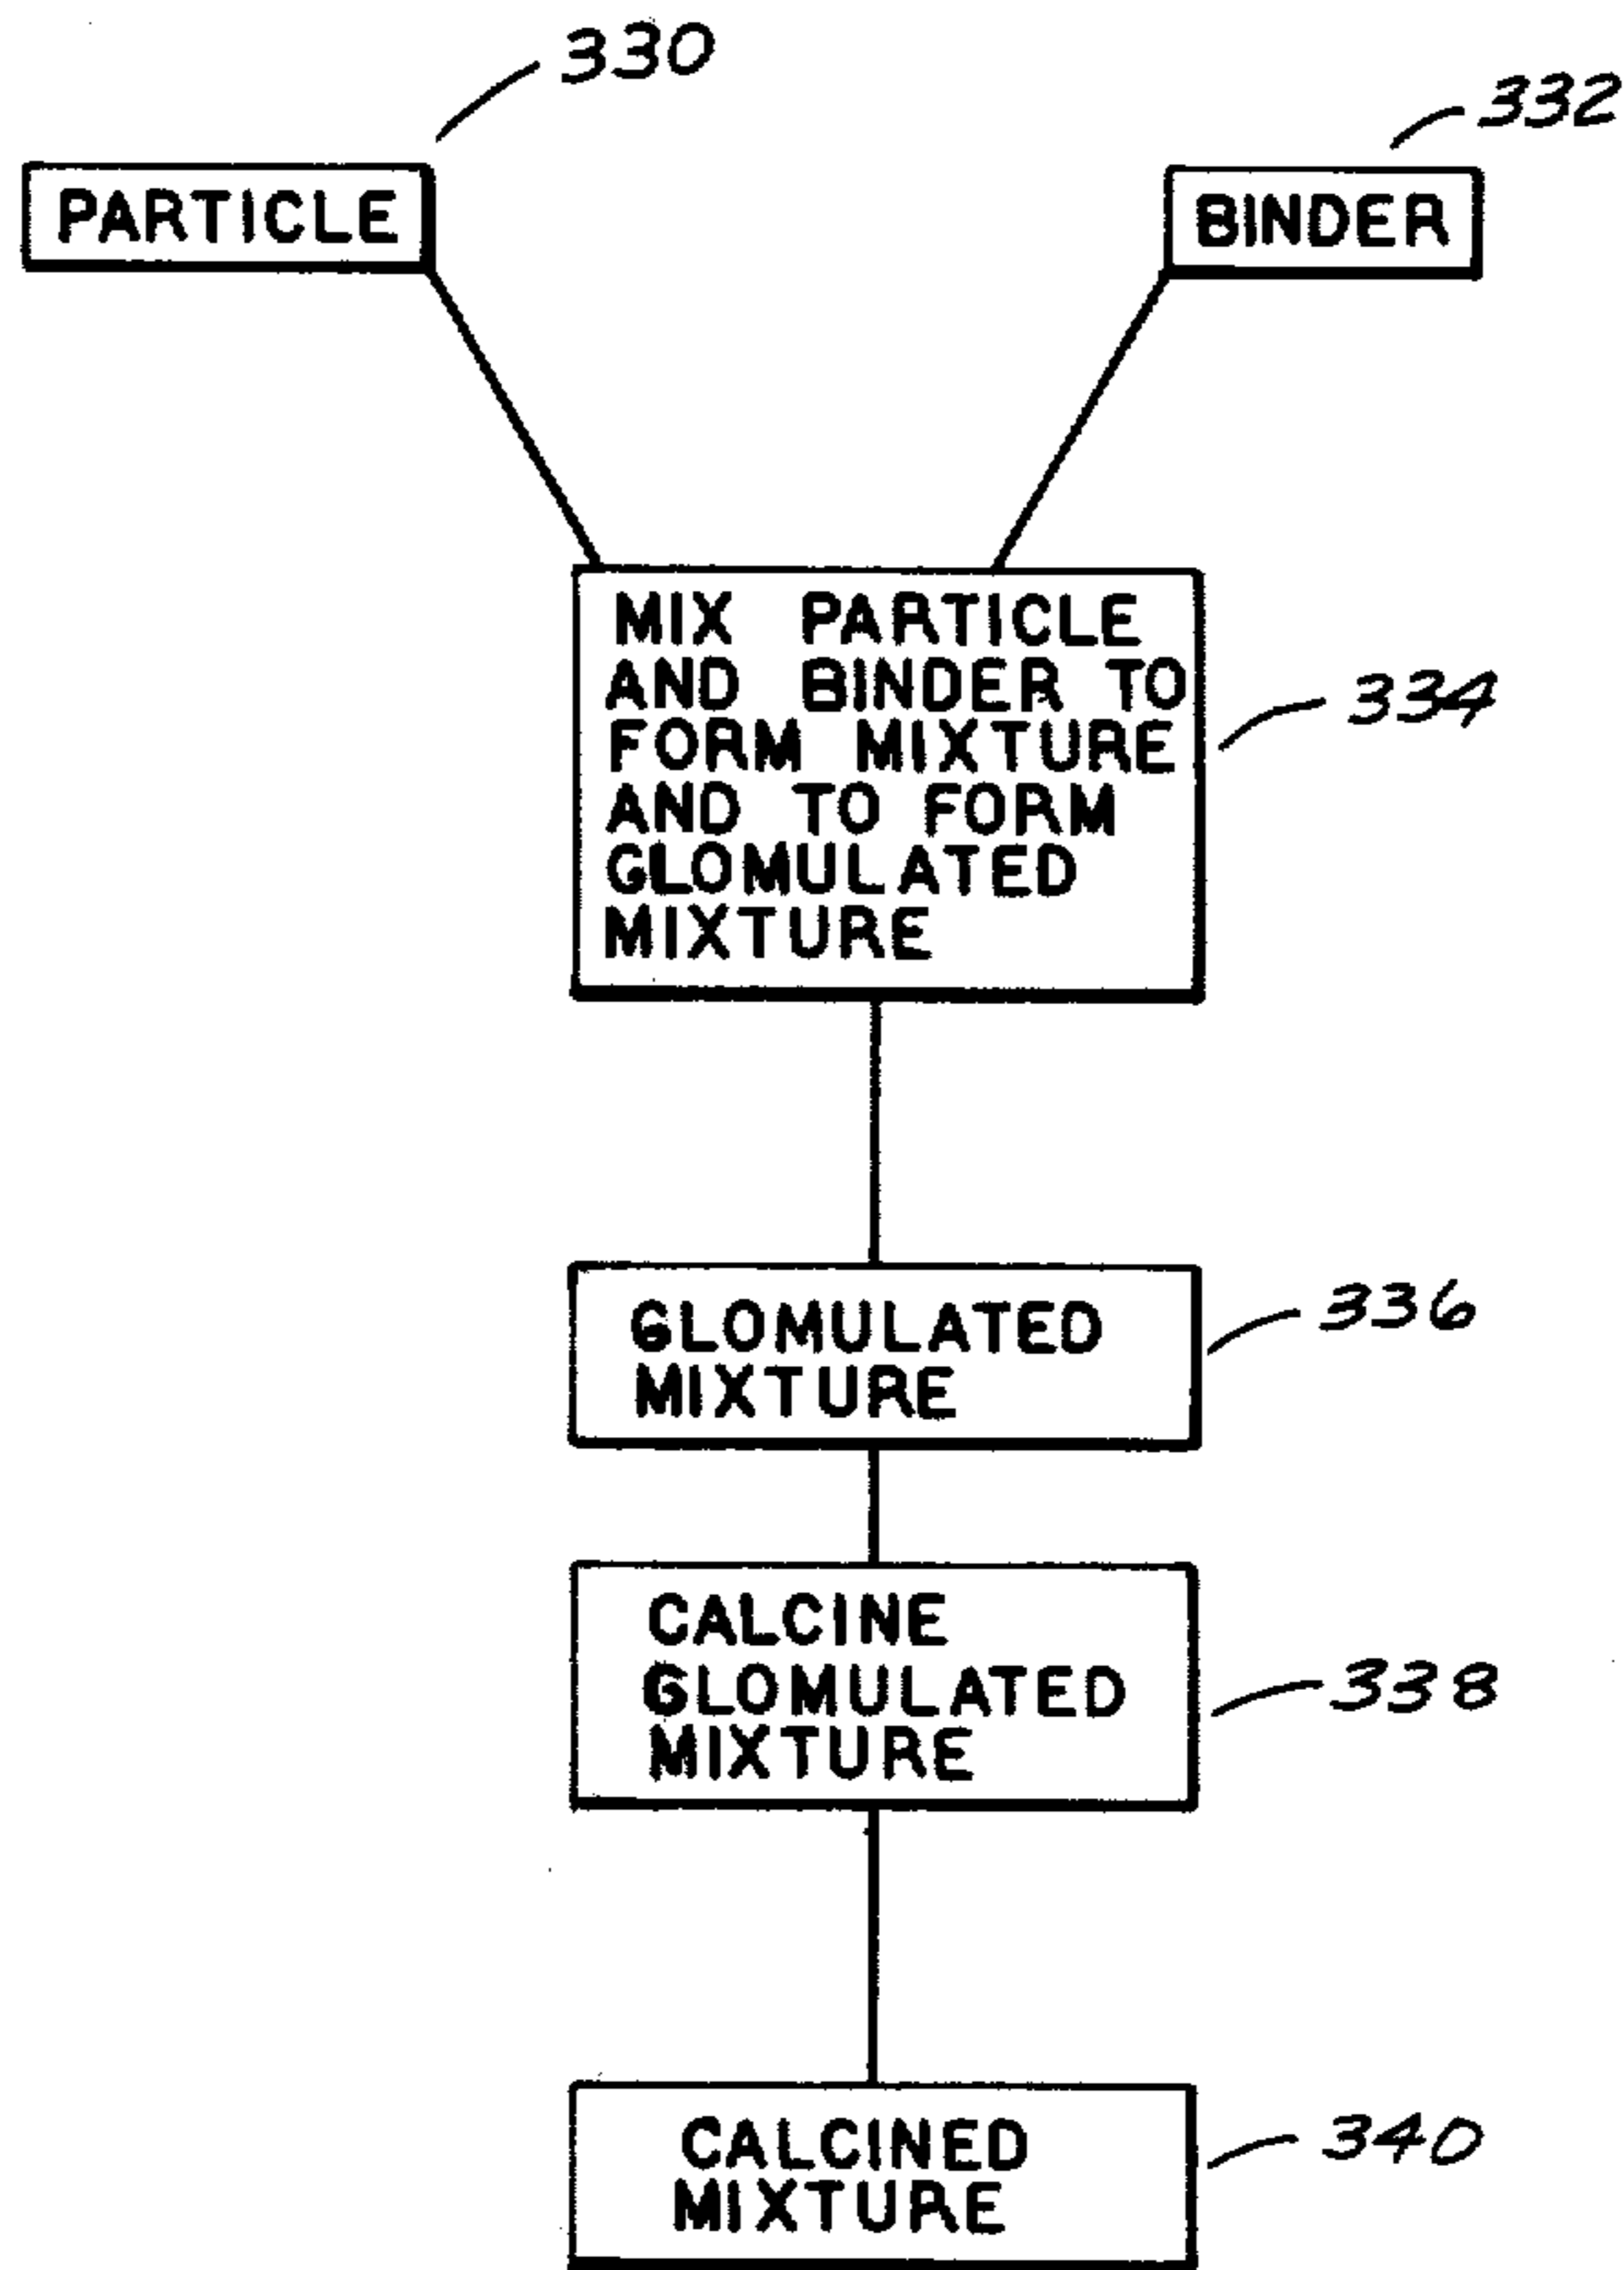 330
332
PARTICLE
BINDER
MIX PARTICLE
AND BINDER TO
FORM MIXTURE
AND TO FORM
GLOMULATED
MIXTURE
334
GLOMULATED
MIXTURE
336
CALCINE
GLOMULATED
MIXTURE
338
CALCINED
MIXTURE
340